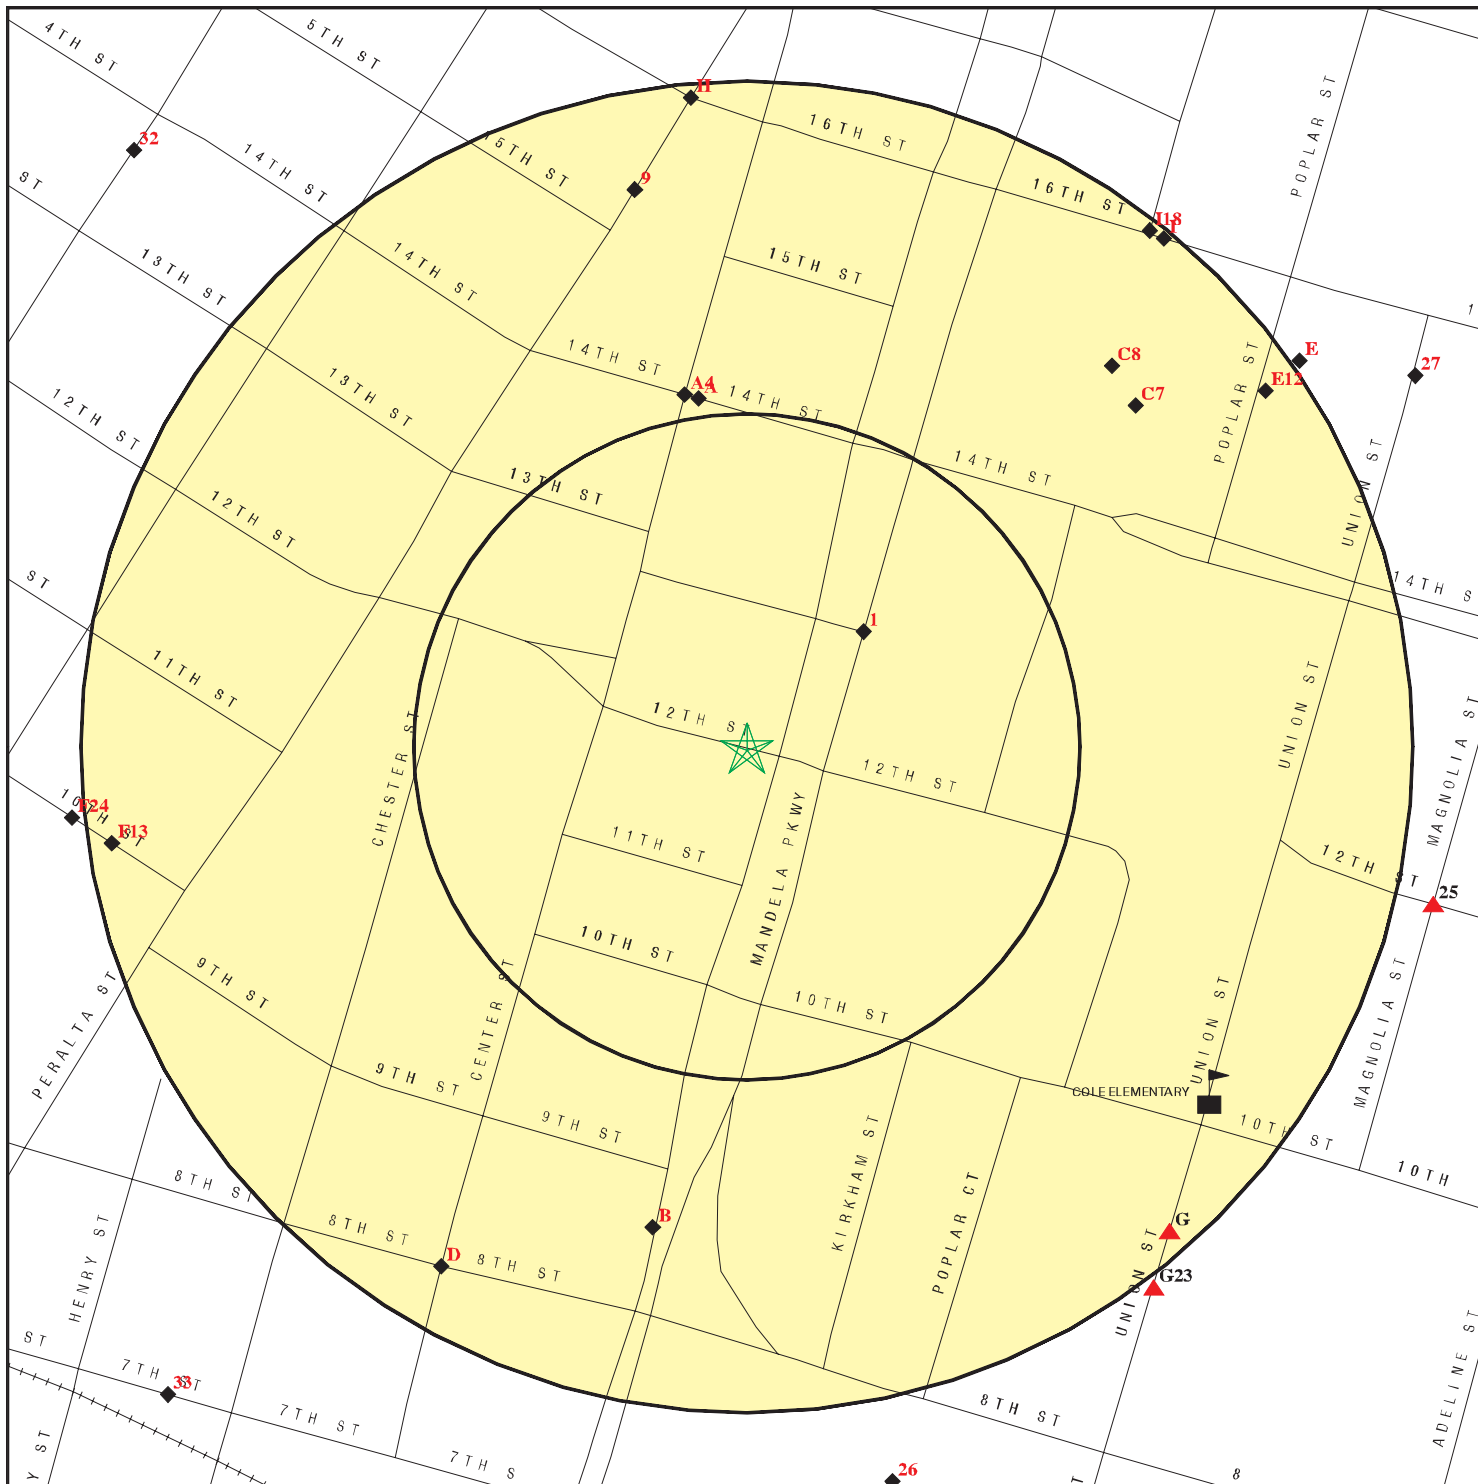 4TH ST
5TH ST
H
16TH ST
POPLAR ST
32
14TH ST
15TH ST
9
ST
16TH ST
I18
I
13TH ST
14TH ST
15TH ST
1
14TH ST
POPLAR ST
E
27
C8
E12
A4
A
14TH ST
C7
13TH ST
12TH ST
14TH ST
UNION ST
13TH ST
12TH ST
14TH S
ST
1
11TH ST
UNION ST
MAGNOLIA ST
12TH ST
CHESTER ST
12TH ST
10TH ST
F24
F13
11TH ST
MANDELA PKWY
12TH ST
25
10TH ST
9TH ST
CENTER ST
10TH ST
PERALTA ST
9TH ST
UNION ST
MAGNOLIA ST
COLE ELEMENTARY
9TH ST
KIRKHAM ST
10TH ST
8TH ST
POPLAR CT
10TH
HENRY ST
8TH ST
B
G
D
8TH ST
UNION ST
G23
ST
7TH ST
33
7TH ST
8TH ST
ADELINE ST
Y ST
7TH S
26
8
T